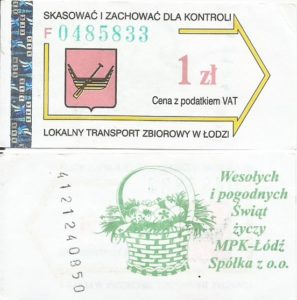 SKASOWAĆ I ZACHOWAĆ DLA KONTROLI
F 0485833
1 zł
Cena z podatkiem VAT
LOKALNY TRANSPORT ZBIOROWY W ŁODZI
Wesołych
i pogodnych
Świąt
życzy
MPK-Łódź
Spółka z o.o.
4121240850